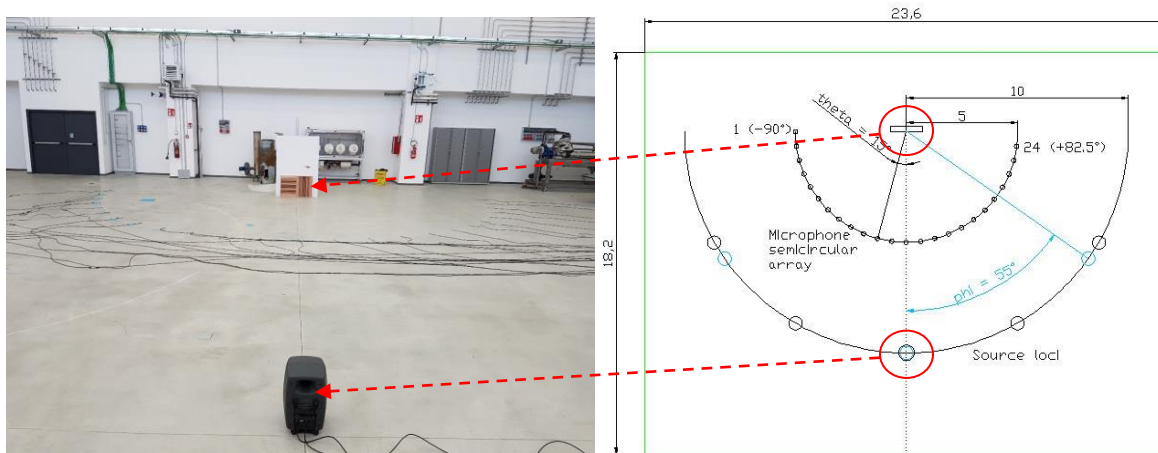 23,6
18,2
10
5
theta = 15°
1 (-90°)
24 (+82.5°)
Microphone
semicircular
array
phi = 55°
Source loci